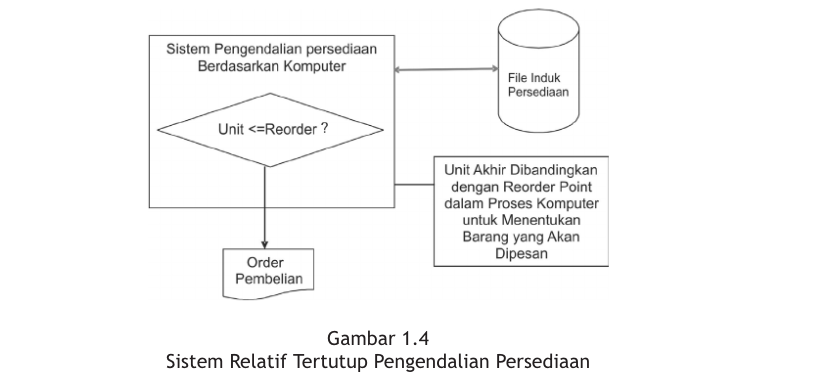 Sistem Pengendalian persediaan
Berdasarkan Komputer
File Induk
Persediaan
Unit <=Reorder ?
Unit Akhir Dibandingkan
dengan Reorder Point
dalam Proses Komputer
untuk Menentukan
Barang yang Akan
Dipesan
Order
Pembelian
Gambar 1.4
Sistem Relatif Tertutup Pengendalian Persediaan